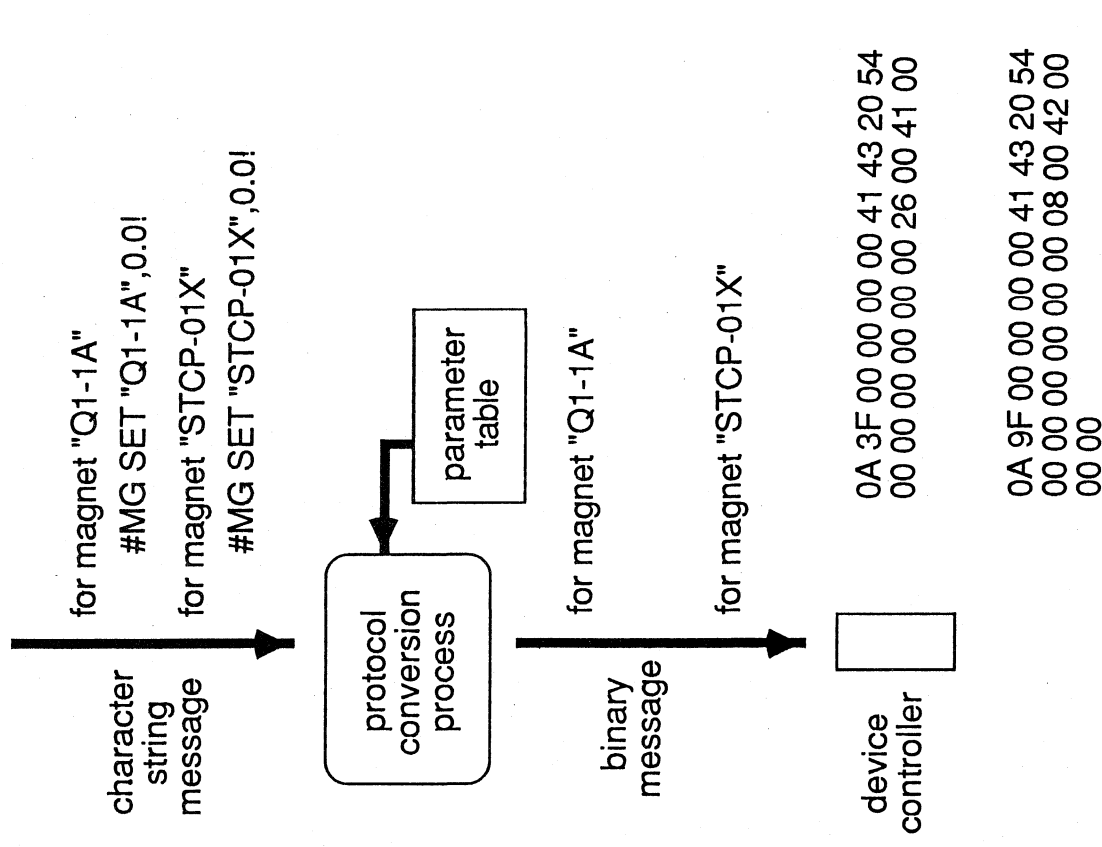 character
string
message
for magnet "Q1-1A"
#MG SET "Q1-1A",0.0!
for magnet "STCP-01X"
#MG SET "STCP-01X",0.0!
protocol
conversion
process
parameter
table
binary
message
for magnet "Q1-1A"
for magnet "STCP-01X"
device
controller
0A 3F 00 00 00 00 41 43 20 54
00 00 00 00 00 00 26 00 41 00
0A 9F 00 00 00 00 41 43 20 54
00 00 00 00 00 00 08 00 42 00
00 00